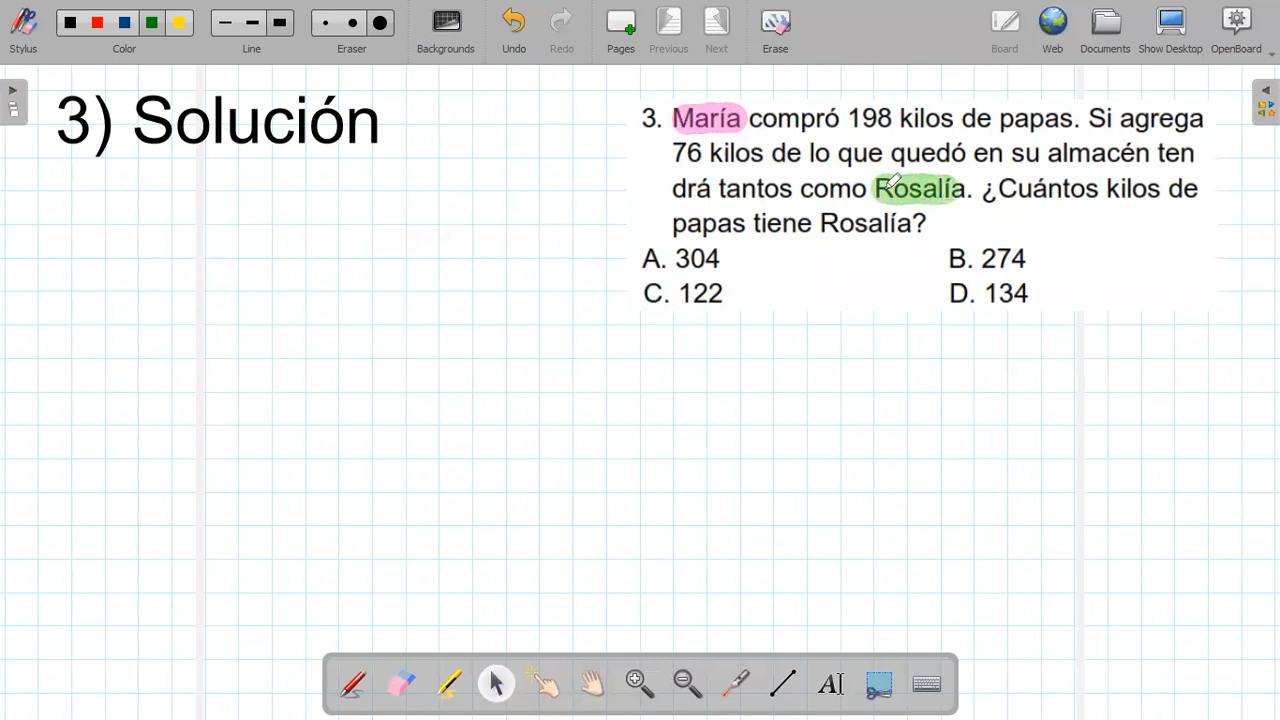 Stylus
Color
Line
Eraser
Backgrounds
Undo
Redo
Pages
Previous
Next
Erase
Board
Web
Documents
Show Desktop
OpenBoard
3) Solución
3. María compró 198 kilos de papas. Si agrega
76 kilos de lo que quedó en su almacén ten
drá tantos como Rosalía. ¿Cuántos kilos de
papas tiene Rosalía?
A. 304 B. 274
C. 122 D. 134